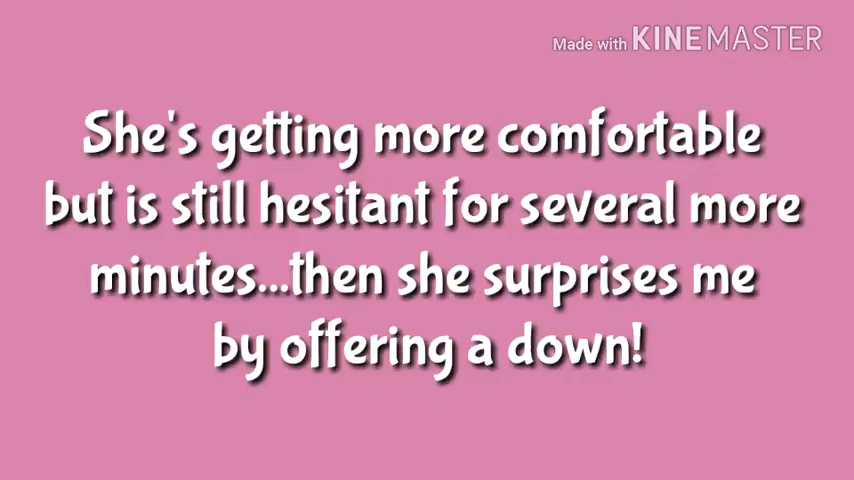 Made with KINEMASTER
She's getting more comfortable
but is still hesitant for several more
minutes...then she surprises me
by offering a down!